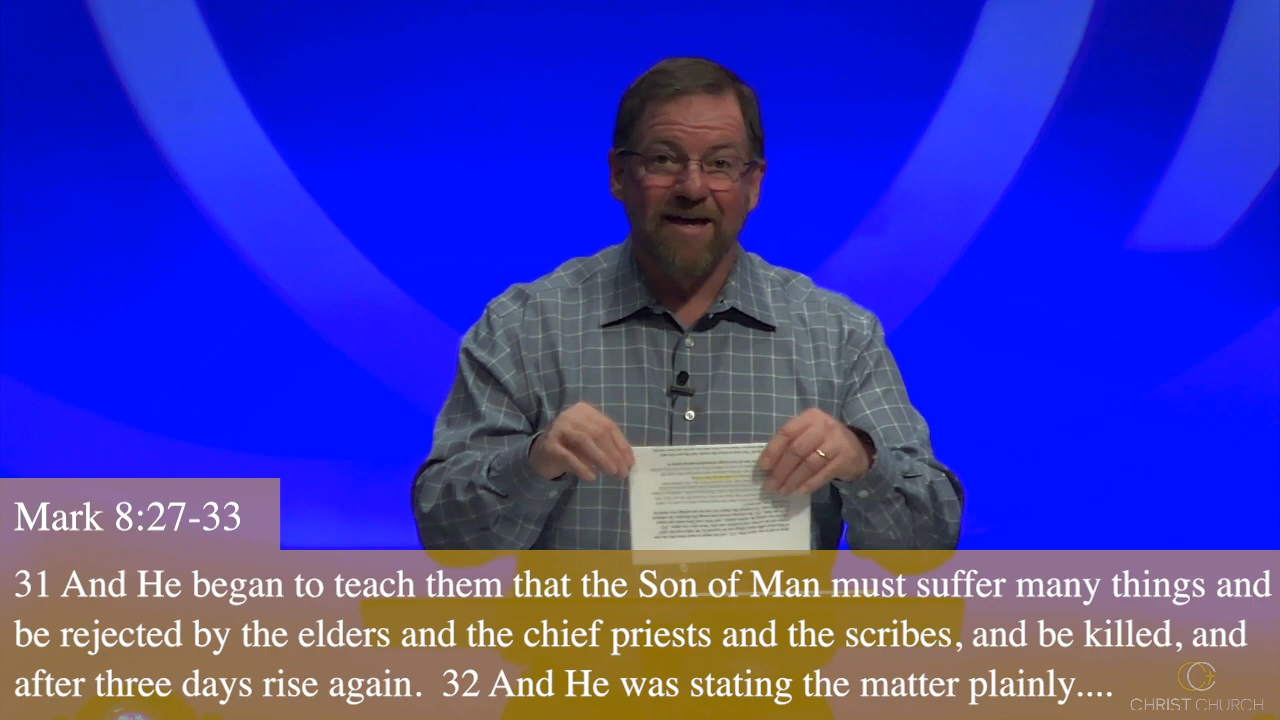 Mark 8:27-33
31 And He began to teach them that the Son of Man must suffer many things and
be rejected by the elders and the chief priests and the scribes, and be killed, and
after three days rise again.  32 And He was stating the matter plainly....
CHRIST CHURCH